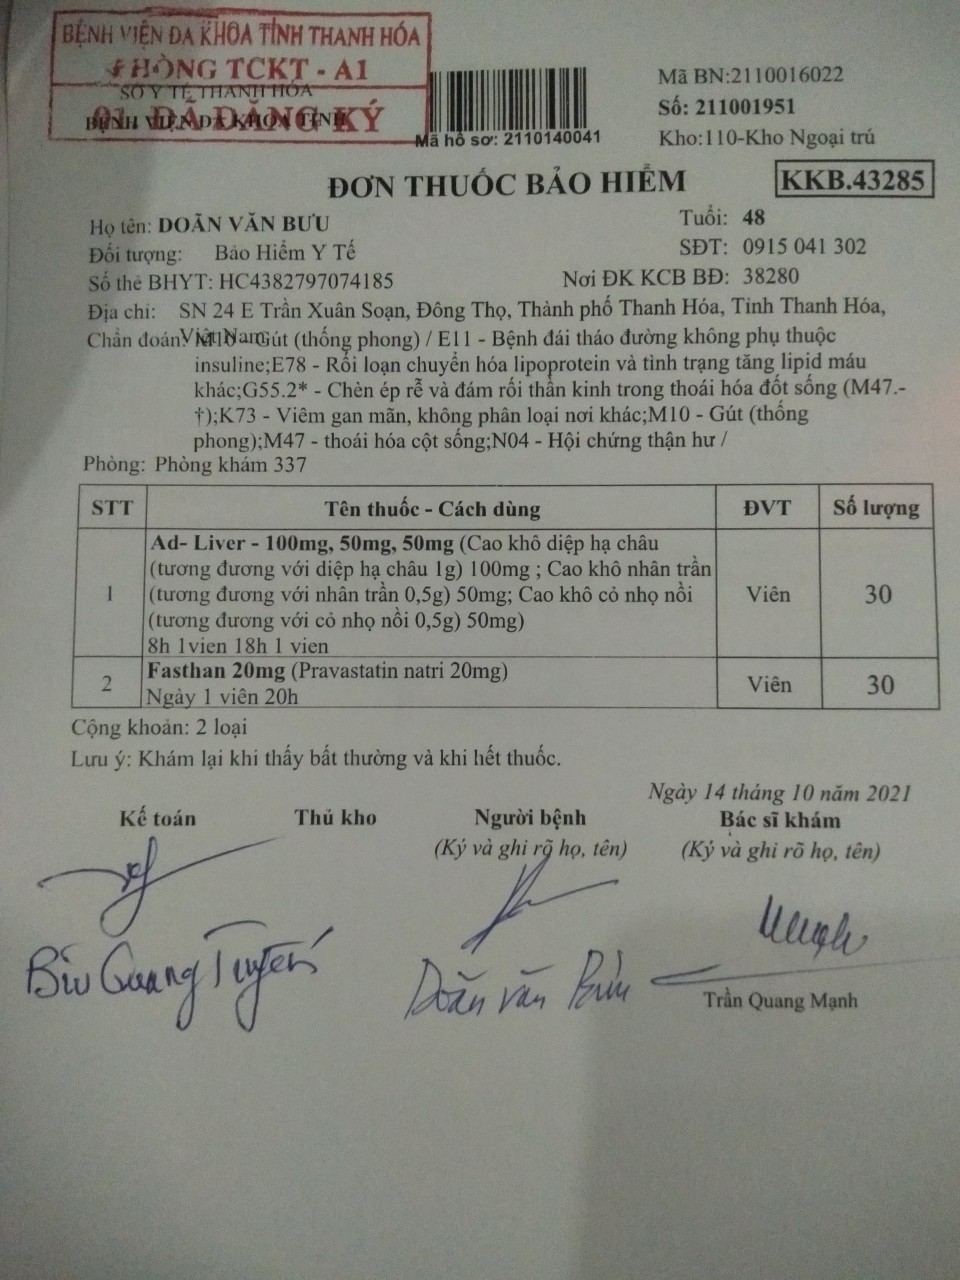 BỆNH VIỆN ĐA KHOA TỈNH THANH HÓA
PHÒNG TCKT - A1
SỞ Y TẾ THANH HÓA
01 ĐÃ ĐĂNG KÝ
BỆNH VIỆN ĐA KHOA TỈNH
Mã hồ sơ: 2110140041
Mã BN:2110016022
Số: 211001951
Kho:110-Kho Ngoại trú
ĐƠN THUỐC BẢO HIỂM
KKB.43285
Họ tên: DOÃN VĂN BƯU
Tuổi: 48
Đối tượng: Bảo Hiểm Y Tế
SĐT: 0915 041 302
Số thẻ BHYT: HC4382797074185
Nơi ĐK KCB BĐ: 38280
Địa chỉ: SN 24 E Trần Xuân Soạn, Đông Thọ, Thành phố Thanh Hóa, Tỉnh Thanh Hóa,
Việt Nam
Chẩn đoán: M10 - Gút (thống phong) / E11 - Bệnh đái tháo đường không phụ thuộc
insuline;E78 - Rối loạn chuyển hóa lipoprotein và tình trạng tăng lipid máu
khác;G55.2* - Chèn ép rễ và đám rối thần kinh trong thoái hóa đốt sống (M47.-
†);K73 - Viêm gan mãn, không phân loại nơi khác;M10 - Gút (thống
phong);M47 - thoái hóa cột sống;N04 - Hội chứng thận hư /
Phòng: Phòng khám 337
STT Tên thuốc - Cách dùng ĐVT Số lượng
1 Ad- Liver - 100mg, 50mg, 50mg (Cao khô diệp hạ châu
(tương đương với diệp hạ châu 1g) 100mg ; Cao khô nhân trần
(tương đương với nhân trần 0,5g) 50mg; Cao khô cỏ nhọ nồi
(tương đương với cỏ nhọ nồi 0,5g) 50mg)
8h 1vien 18h 1 vien
Viên 30
2 Fasthan 20mg (Pravastatin natri 20mg)
Ngày 1 viên 20h
Viên 30
Cộng khoản: 2 loại
Lưu ý: Khám lại khi thấy bất thường và khi hết thuốc.
Ngày 14 tháng 10 năm 2021
Kế toán Thủ kho Người bệnh Bác sĩ khám
(Ký và ghi rõ họ, tên) (Ký và ghi rõ họ, tên)
Quang Doãn Văn Bưu
Trần Quang Mạnh